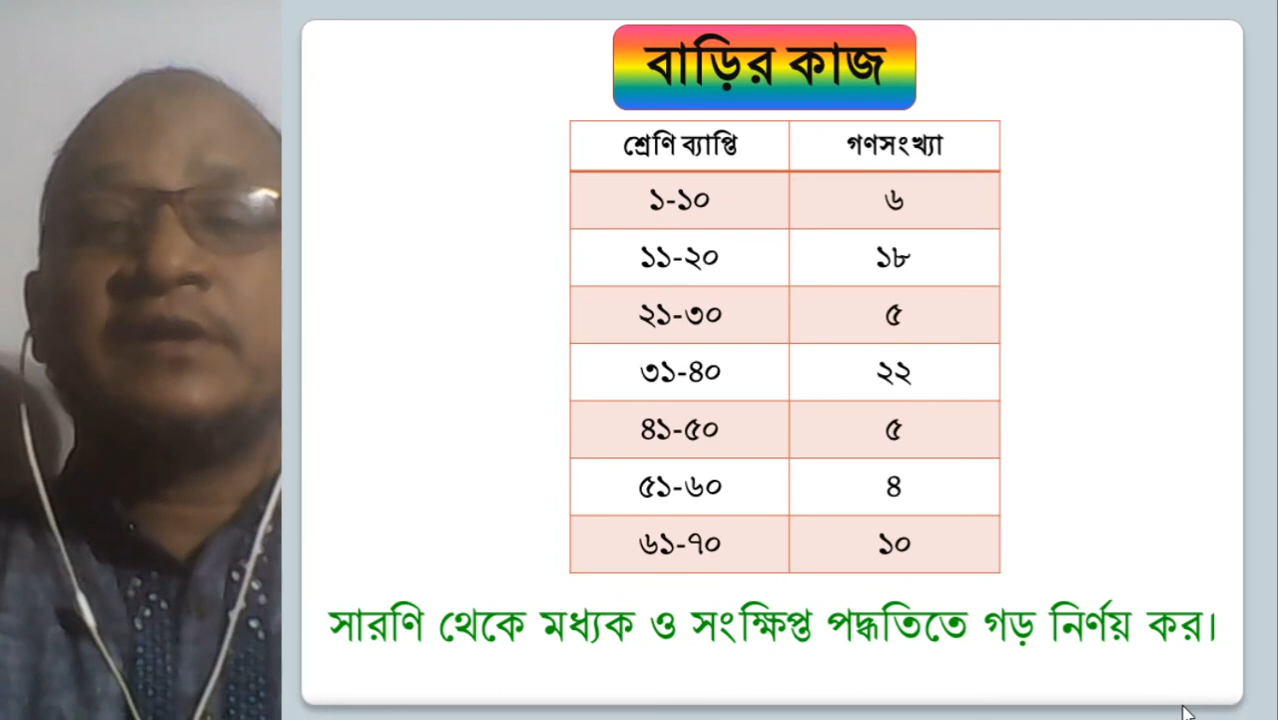 বাড়ির কাজ
শ্রেণি ব্যাপ্তি গণসংখ্যা
১-১০ ৬
১১-২০ ১৮
২১-৩০ ৫
৩১-৪০ ২২
৪১-৫০ ৫
৫১-৬০ ৪
৬১-৭০ ১০
সারণি থেকে মধ্যক ও সংক্ষিপ্ত পদ্ধতিতে গড় নির্ণয় কর।